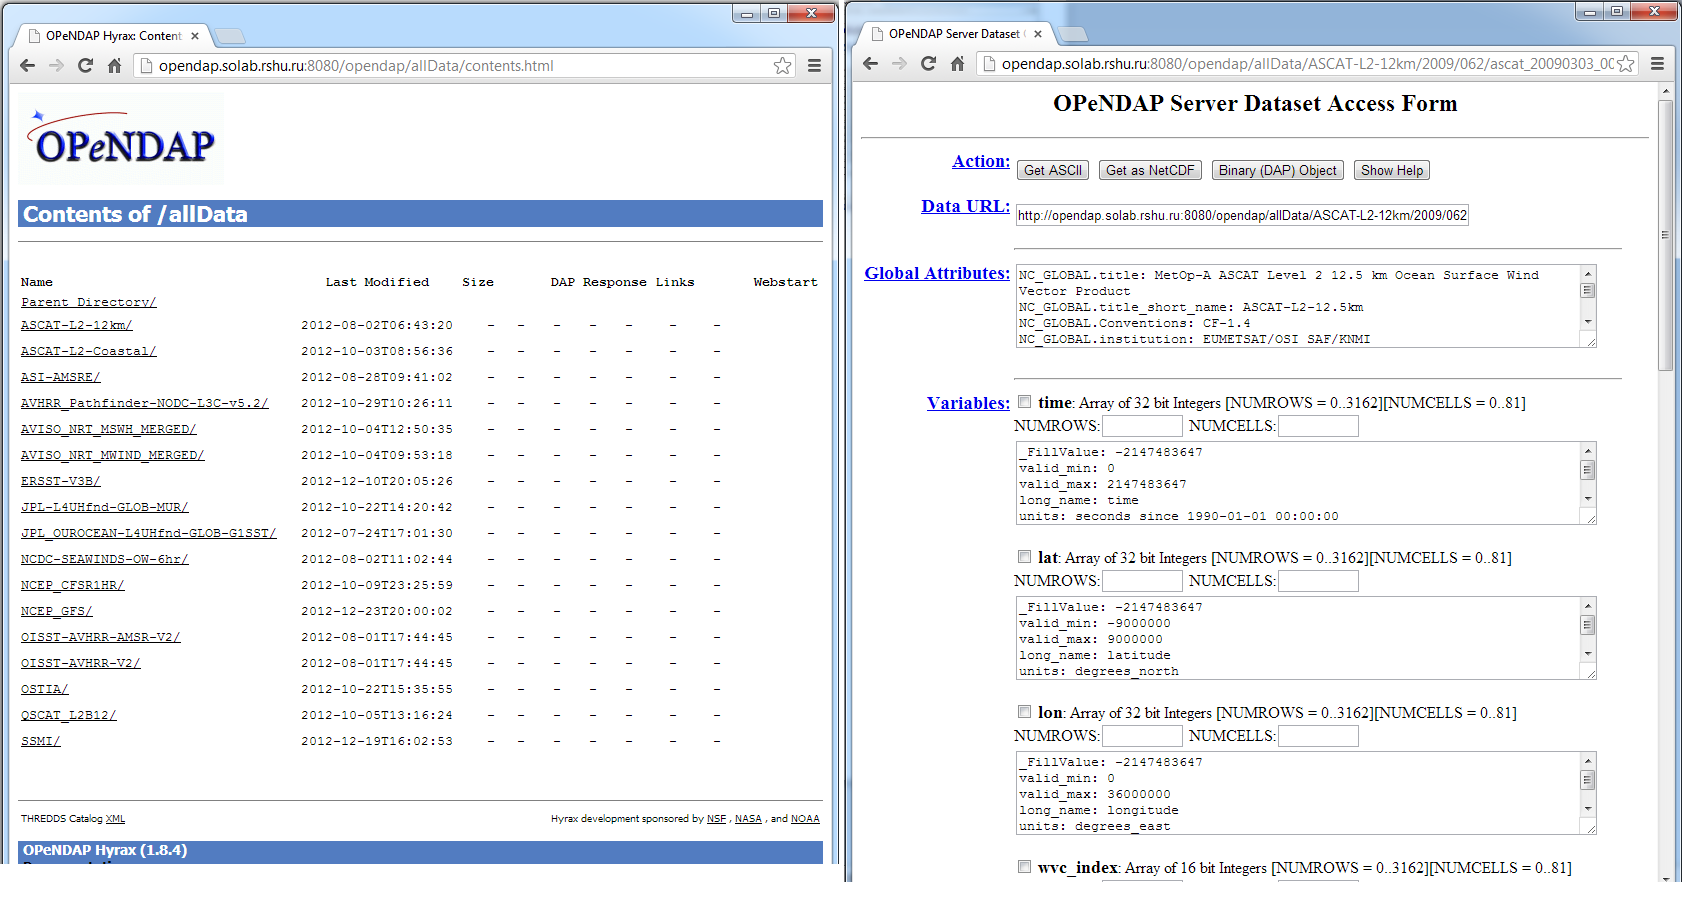 OPeNDAP Hyrax: Content
opendap.solab.rshu.ru:8080/opendap/allData/contents.html
OPeNDAP
Contents of /allData
Name Last Modified Size DAP Response Links Webstart
Parent Directory/
ASCAT-L2-12km/ 2012-08-02T06:43:20 - - - - - - -
ASCAT-L2-Coastal/ 2012-10-03T08:56:36 - - - - - - -
ASI-AMSRE/ 2012-08-28T09:41:02 - - - - - - -
AVHRR_Pathfinder-NODC-L3C-v5.2/ 2012-10-29T10:26:11 - - - - - - -
AVISO_NRT_MSWH_MERGED/ 2012-10-04T12:50:35 - - - - - - -
AVISO_NRT_MWIND_MERGED/ 2012-10-04T09:53:18 - - - - - - -
ERSST-V3B/ 2012-12-10T20:05:26 - - - - - - -
JPL-L4UHfnd-GLOB-MUR/ 2012-10-22T14:20:42 - - - - - - -
JPL_OUROCEAN-L4UHfnd-GLOB-G1SST/ 2012-07-24T17:01:30 - - - - - - -
NCDC-SEAWINDS-OW-6hr/ 2012-08-02T11:02:44 - - - - - - -
NCEP_CFSR1HR/ 2012-10-09T23:25:59 - - - - - - -
NCEP_GFS/ 2012-12-23T20:00:02 - - - - - - -
OISST-AVHRR-AMSR-V2/ 2012-08-01T17:44:45 - - - - - - -
OISST-AVHRR-V2/ 2012-08-01T17:44:45 - - - - - - -
OSTIA/ 2012-10-22T15:35:55 - - - - - - -
QSCAT_L2B12/ 2012-10-05T13:16:24 - - - - - - -
SSMI/ 2012-12-19T16:02:53 - - - - - - -
THREDDS Catalog XML
Hyrax development sponsored by NSF , NASA , and NOAA
OPeNDAP Hyrax (1.8.4)
OPeNDAP Server Dataset
opendap.solab.rshu.ru:8080/opendap/allData/ASCAT-L2-12km/2009/062/ascat_20090303_00
OPeNDAP Server Dataset Access Form
Action: Get ASCII Get as NetCDF Binary (DAP) Object Show Help
Data URL: http://opendap.solab.rshu.ru:8080/opendap/allData/ASCAT-L2-12km/2009/062
Global Attributes: NC_GLOBAL.title: MetOp-A ASCAT Level 2 12.5 km Ocean Surface Wind
Vector Product
NC_GLOBAL.title_short_name: ASCAT-L2-12.5km
NC_GLOBAL.Conventions: CF-1.4
NC_GLOBAL.institution: EUMETSAT/OSI SAF/KNMI
Variables: time: Array of 32 bit Integers [NUMROWS = 0..3162][NUMCELLS = 0..81]
NUMROWS: NUMCELLS:
_FillValue: -2147483647
valid_min: 0
valid_max: 2147483647
long_name: time
units: seconds since 1990-01-01 00:00:00
lat: Array of 32 bit Integers [NUMROWS = 0..3162][NUMCELLS = 0..81]
NUMROWS: NUMCELLS:
_FillValue: -2147483647
valid_min: -9000000
valid_max: 9000000
long_name: latitude
units: degrees_north
lon: Array of 32 bit Integers [NUMROWS = 0..3162][NUMCELLS = 0..81]
NUMROWS: NUMCELLS:
_FillValue: -2147483647
valid_min: 0
valid_max: 36000000
long_name: longitude
units: degrees_east
wvc_index: Array of 16 bit Integers [NUMROWS = 0..3162][NUMCELLS = 0..81]